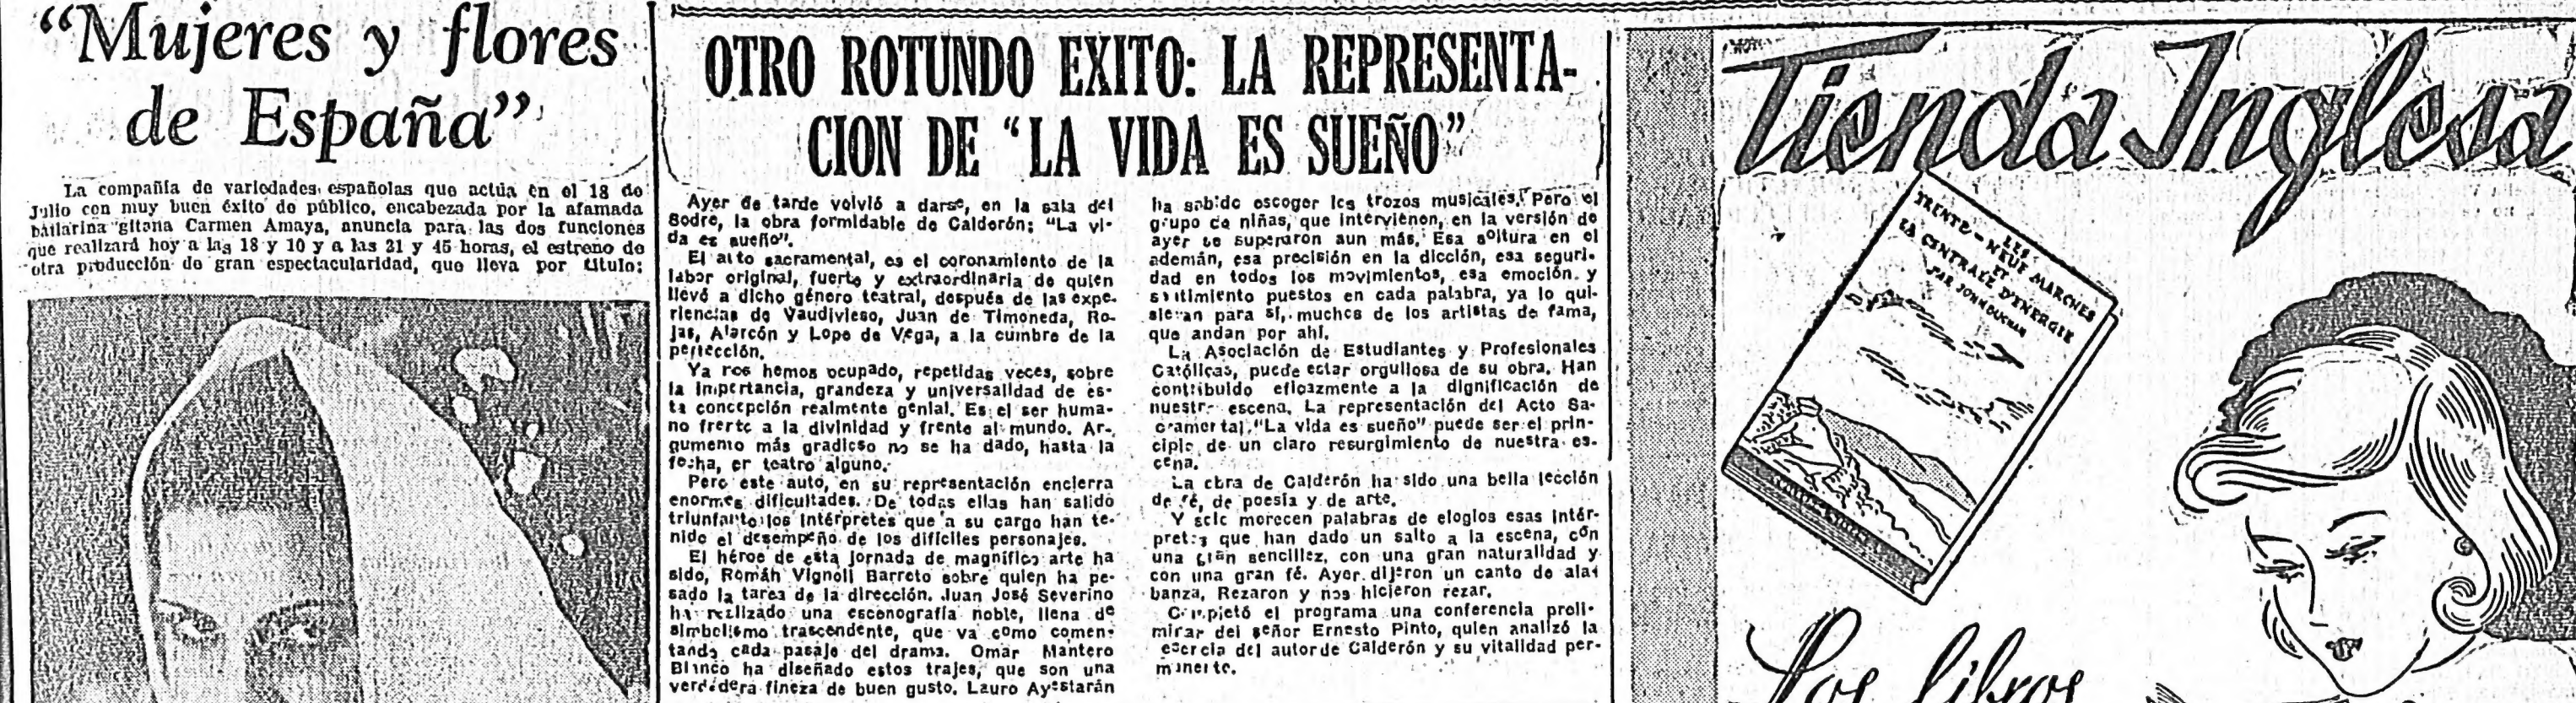 “Mujeres y flores
de España”
La compañía de variedades españolas que actúa en el 18 de
Julio con muy buen éxito de público, encabezada por la afamada
bailarina gitana Carmen Amaya, anuncia para las dos funciones
que realizará hoy a las 18 y 10 y a las 21 y 45 horas, el estreno de
otra producción de gran espectacularidad, que lleva por título:
OTRO ROTUNDO EXITO: LA REPRESENTA-
CION DE “LA VIDA ES SUEÑO”
Ayer de tarde volvió a darse, en la sala del
Sodre, la obra formidable de Calderón: "La vi-
da es sueño".
El auto sacramental, es el coronamiento de la
labor original, fuerte y extraordinaria de quien
llevó a dicho género teatral, después de las expe-
riencias de Vaudivieso, Juan de Timoneda, Ro-
jas, Alarcón y Lope de Vega, a la cumbre de la
perfección.
Ya nos hemos ocupado, repetidas veces, sobre
la importancia, grandeza y universalidad de es-
ta concepción realmente genial. Es el ser huma-
no frente a la divinidad y frente al mundo. Ar-
gumento más gradioso no se ha dado, hasta la
fecha, en teatro alguno.
Pero este auto, en su representación encierra
enormes dificultades. De todas ellas han salido
triunfante los intérpretes que a su cargo han te-
nido el desempeño de los difíciles personajes.
El héroe de esta jornada de magnífico arte ha
sido, Román Vignoli Barreto sobre quien ha pe-
sado la tarea de la dirección. Juan José Severino
ha realizado una escenografía noble, llena de
simbolismo trascendente, que va como comen-
tando cada pasaje del drama. Omar Mantero
Blanco ha diseñado estos trajes, que son una
verdadera fineza de buen gusto. Lauro Ayestarán
ha sabido escoger los trozos musicales. Pero el
grupo de niñas, que intervienen, en la versión de
ayer se superaron aun más. Esa soltura en el
ademán, esa precisión en la dicción, esa seguri-
dad en todos los movimientos, esa emoción y
sentimiento puestos en cada palabra, ya lo qui-
sieran para sí, muchos de los artistas de fama,
que andan por ahí.
La Asociación de Estudiantes y Profesionales
Católicas, puede estar orgullosa de su obra. Han
contribuido eficazmente a la dignificación de
nuestra escena. La representación del Acto Sa-
cramental "La vida es sueño" puede ser el prin-
cipio de un claro resurgimiento de nuestra es-
cena.
La obra de Calderón ha sido una bella lección
de fé, de poesía y de arte.
Y solo merecen palabras de elogios esas intér-
pretes que han dado un salto a la escena, con
una gran sencillez, con una gran naturalidad y
con una gran fé. Ayer dijeron un canto de ala
banza. Rezaron y nos hicieron rezar.
Completó el programa una conferencia preli-
minar del señor Ernesto Pinto, quien analizó la
esencia del autor de Calderón y su vitalidad per-
manente.
Tienda Inglesa
LES
TRENTE-NEUF MARCHES
ET
LA CENTRALE D'ENERGIE
PAR JOHN BUCHAN
Los libros